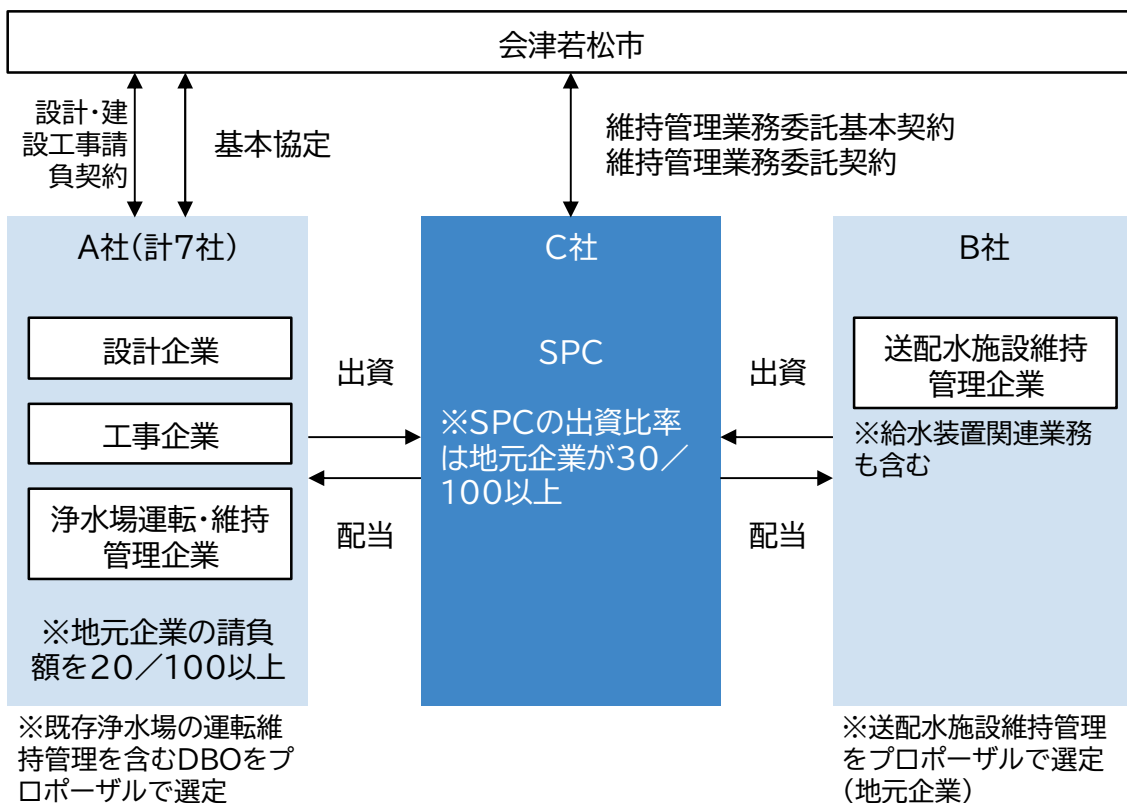 会津若松市
設計・建
設工事請
負契約
基本協定
維持管理業務委託基本契約
維持管理業務委託契約
A社(計7社)
設計企業
工事企業
浄水場運転・維持
管理企業
※地元企業の請負
額を20/100以上
※既存浄水場の運転維
持管理を含むDBOをプ
ロポーザルで選定
出資
配当
C社
SPC
※SPCの出資比率
は地元企業が30/
100以上
出資
配当
B社
送配水施設維持
管理企業
※給水装置関連業務
も含む
※送配水施設維持管理
をプロポーザルで選定
(地元企業)